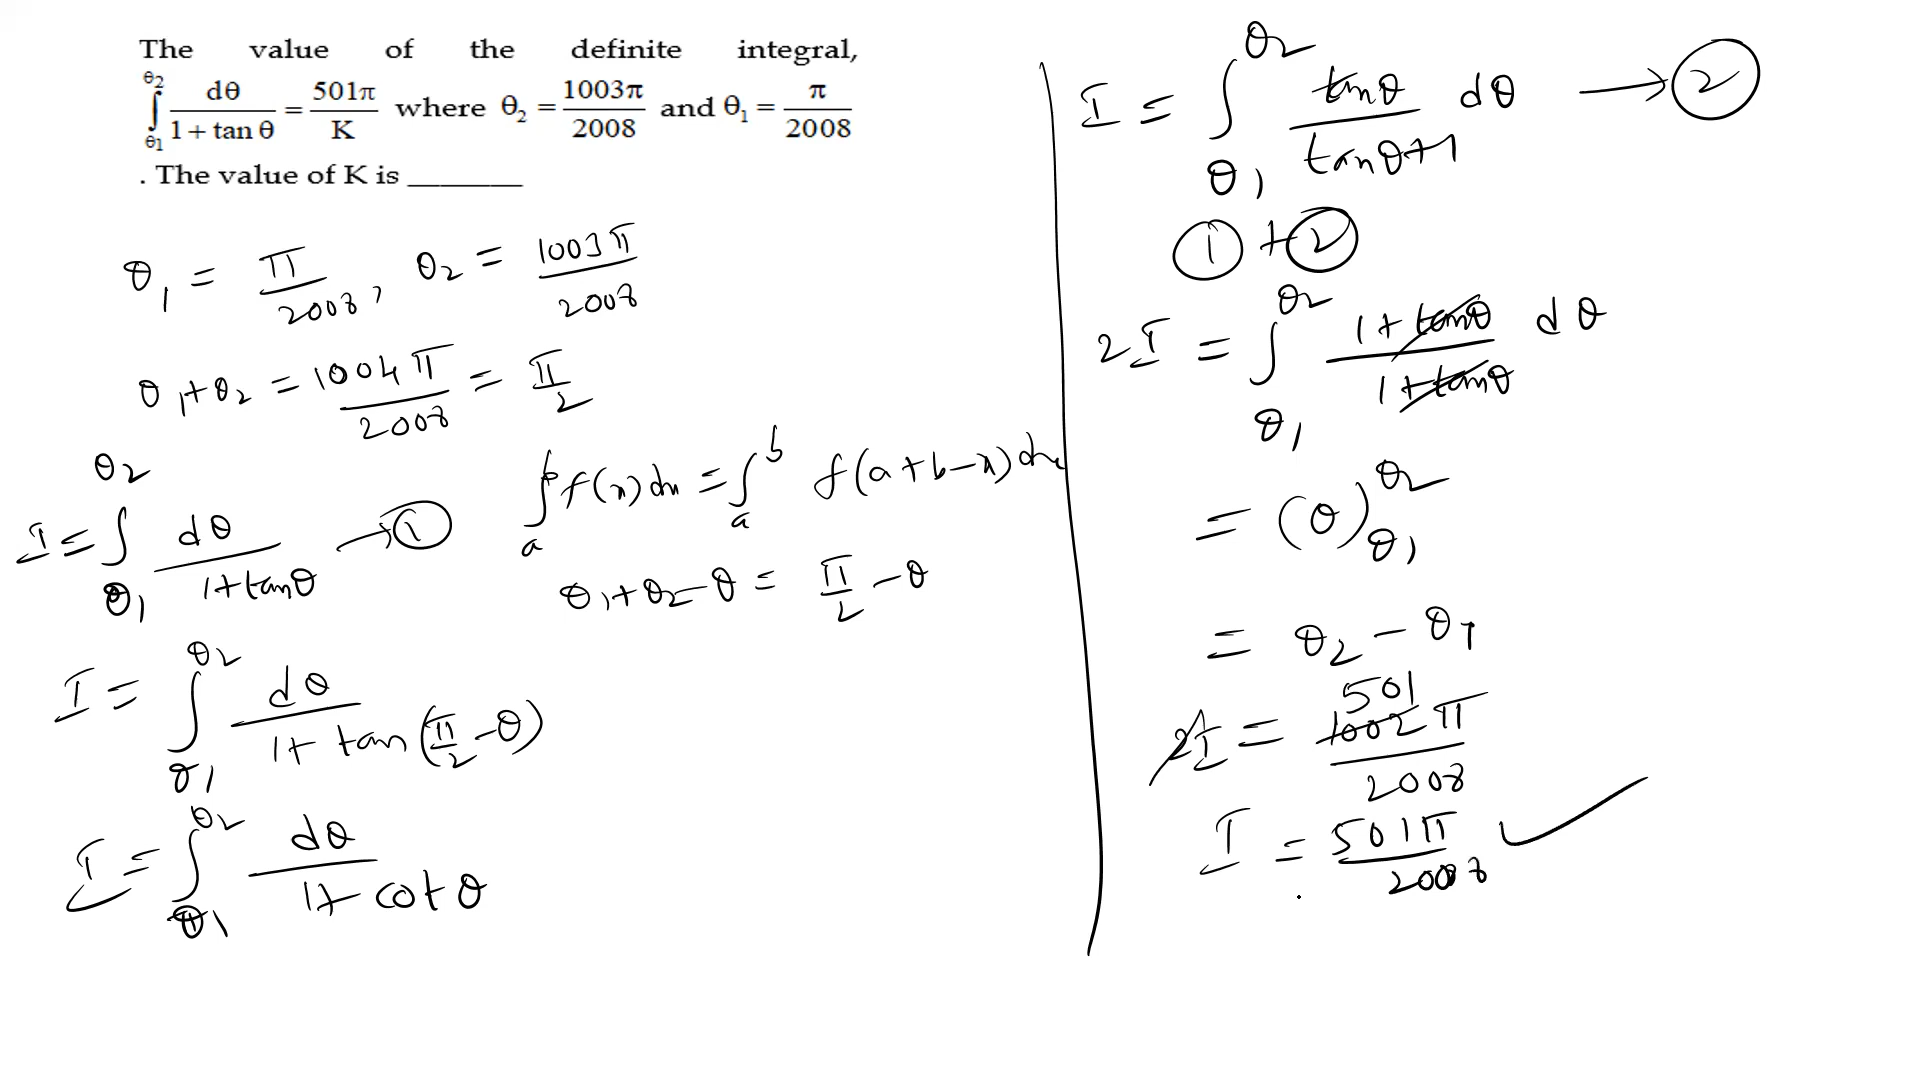 The value of the definite integral,
∫_{θ₁}^{θ₂} dθ/(1 + tan θ) = 501π/K where θ₂ = 1003π/2008 and θ₁ = π/2008
. The value of K is ________
θ₁ = π/2008, θ₂ = 1003π/2008
θ₁+θ₂ = 1004π/2008 = π/2
I = ∫_{θ₁}^{θ₂} dθ/(1+tanθ) → ①
∫_a^b f(x)dx = ∫_a^b f(a+b−x)dx
θ₁+θ₂−θ = π/2 − θ
I = ∫_{θ₁}^{θ₂} dθ/(1+ tan(π/2 −θ))
I = ∫_{θ₁}^{θ₂} dθ/(1+ cot θ)
I = ∫_{θ₁}^{θ₂} tanθ/(tanθ+1) dθ → ②
① + ②
2I = ∫_{θ₁}^{θ₂} (1+tanθ)/(1+tanθ) dθ
= (θ)_{θ₁}^{θ₂}
= θ₂ − θ₁
501
2I = 1002π/2008
I = 501π/2008